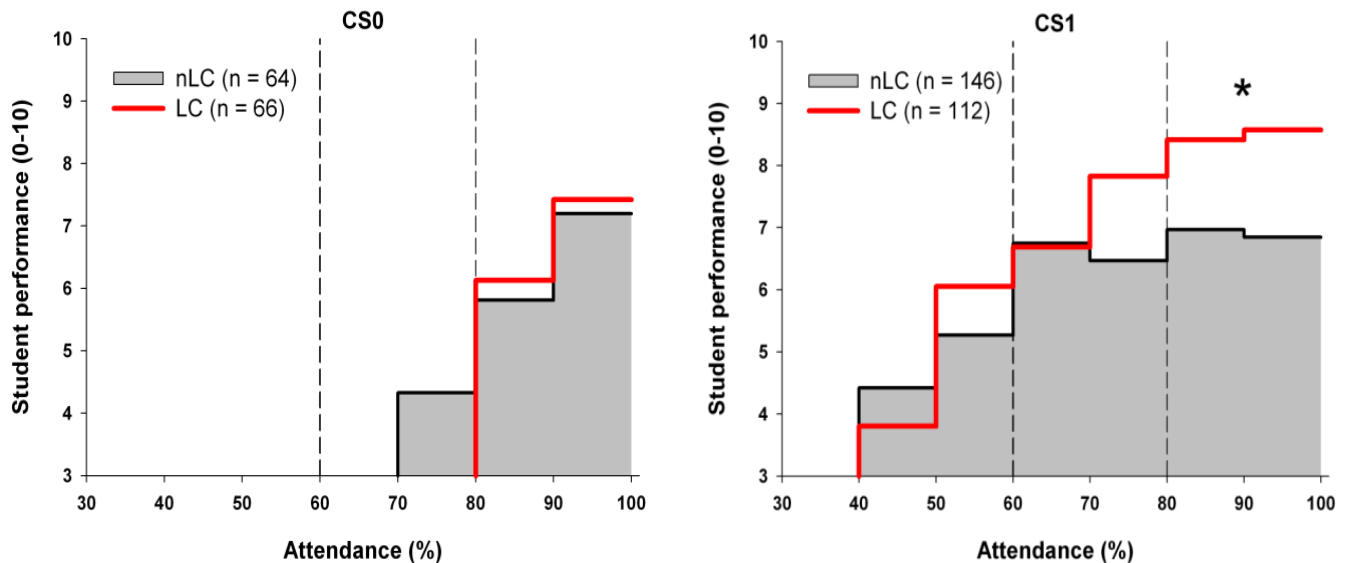 CS0
10
9
8
7
6
5
4
3
Student performance (0-10)
nLC (n = 64)
LC (n = 66)
30 40 50 60 70 80 90 100
Attendance (%)
CS1
10
9
8
7
6
5
4
3
Student performance (0-10)
nLC (n = 146)
LC (n = 112)
*
30 40 50 60 70 80 90 100
Attendance (%)